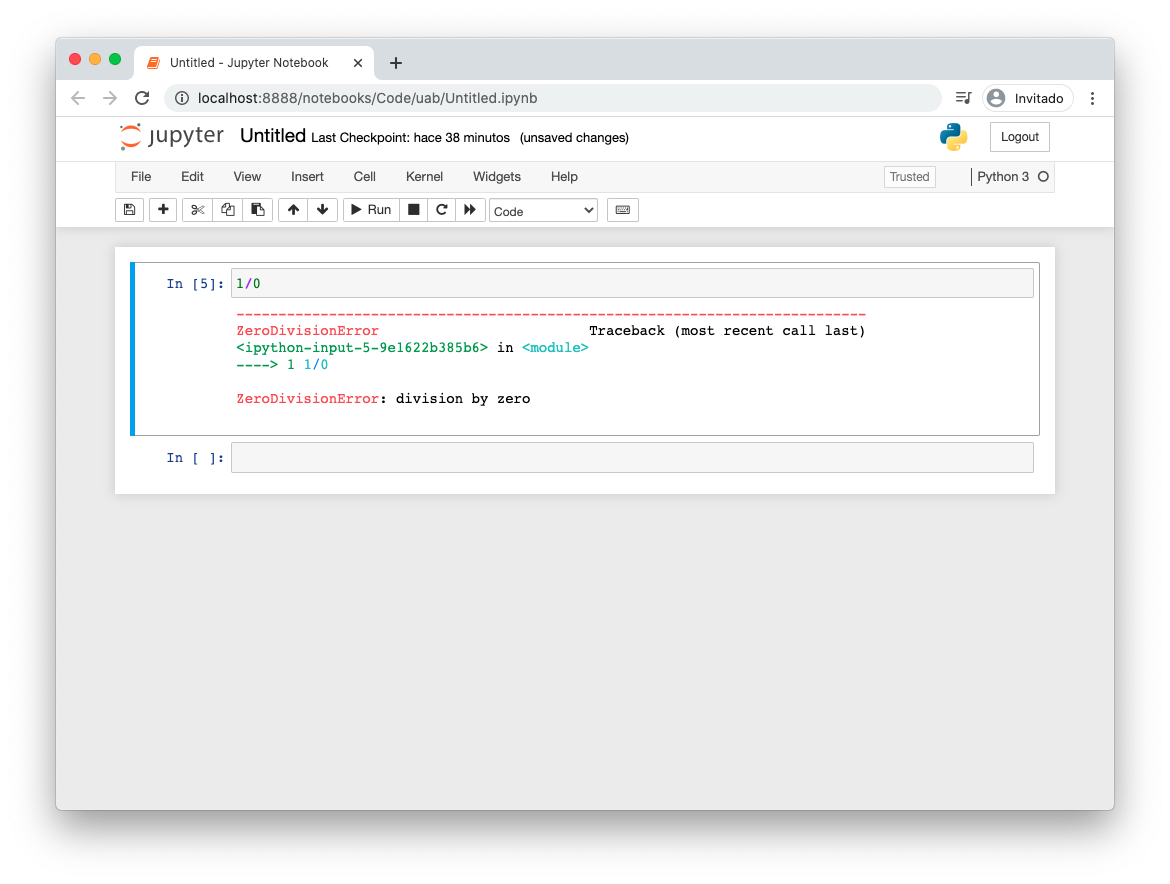 Untitled - Jupyter Notebook
localhost:8888/notebooks/Code/uab/Untitled.ipynb
Invitado
jupyter Untitled Last Checkpoint: hace 38 minutos (unsaved changes)
Logout
File Edit View Insert Cell Kernel Widgets Help Trusted Python 3
Run Code
In [5]: 1/0
---------------------------------------------------------------------------
ZeroDivisionError                         Traceback (most recent call last)
<ipython-input-5-9e1622b385b6> in <module>
----> 1 1/0
ZeroDivisionError: division by zero
In [ ]: